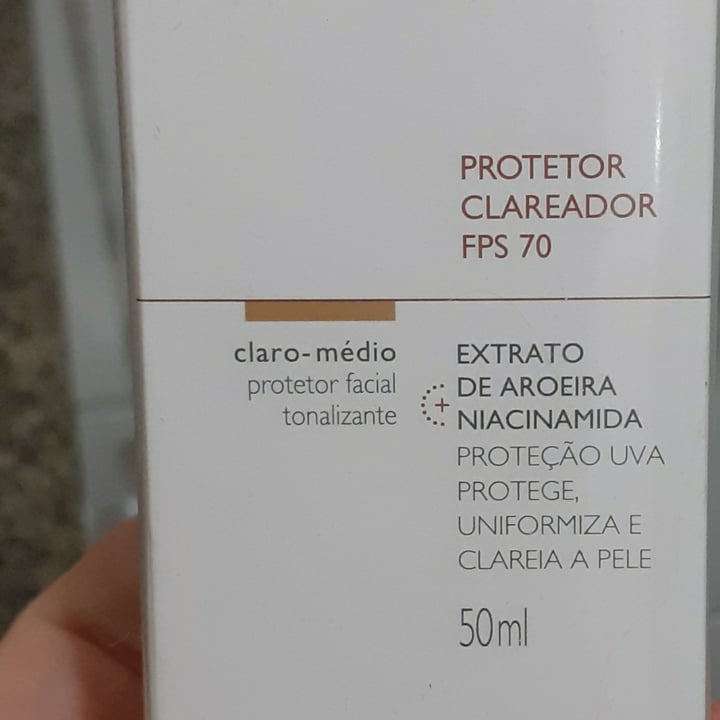 PROTETOR
CLAREADOR
FPS 70
claro-médio
protetor facial
tonalizante
EXTRATO
DE AROEIRA
+ NIACINAMIDA
PROTEÇÃO UVA
PROTEGE,
UNIFORMIZA E
CLAREIA A PELE
50ml